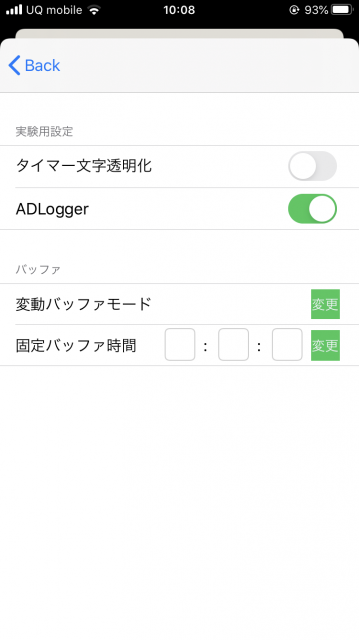 UQ mobile 10:08 93%
Back
実験用設定
タイマー文字透明化
ADLogger
バッファ
変動バッファモード 変更
固定バッファ時間 : : 変更